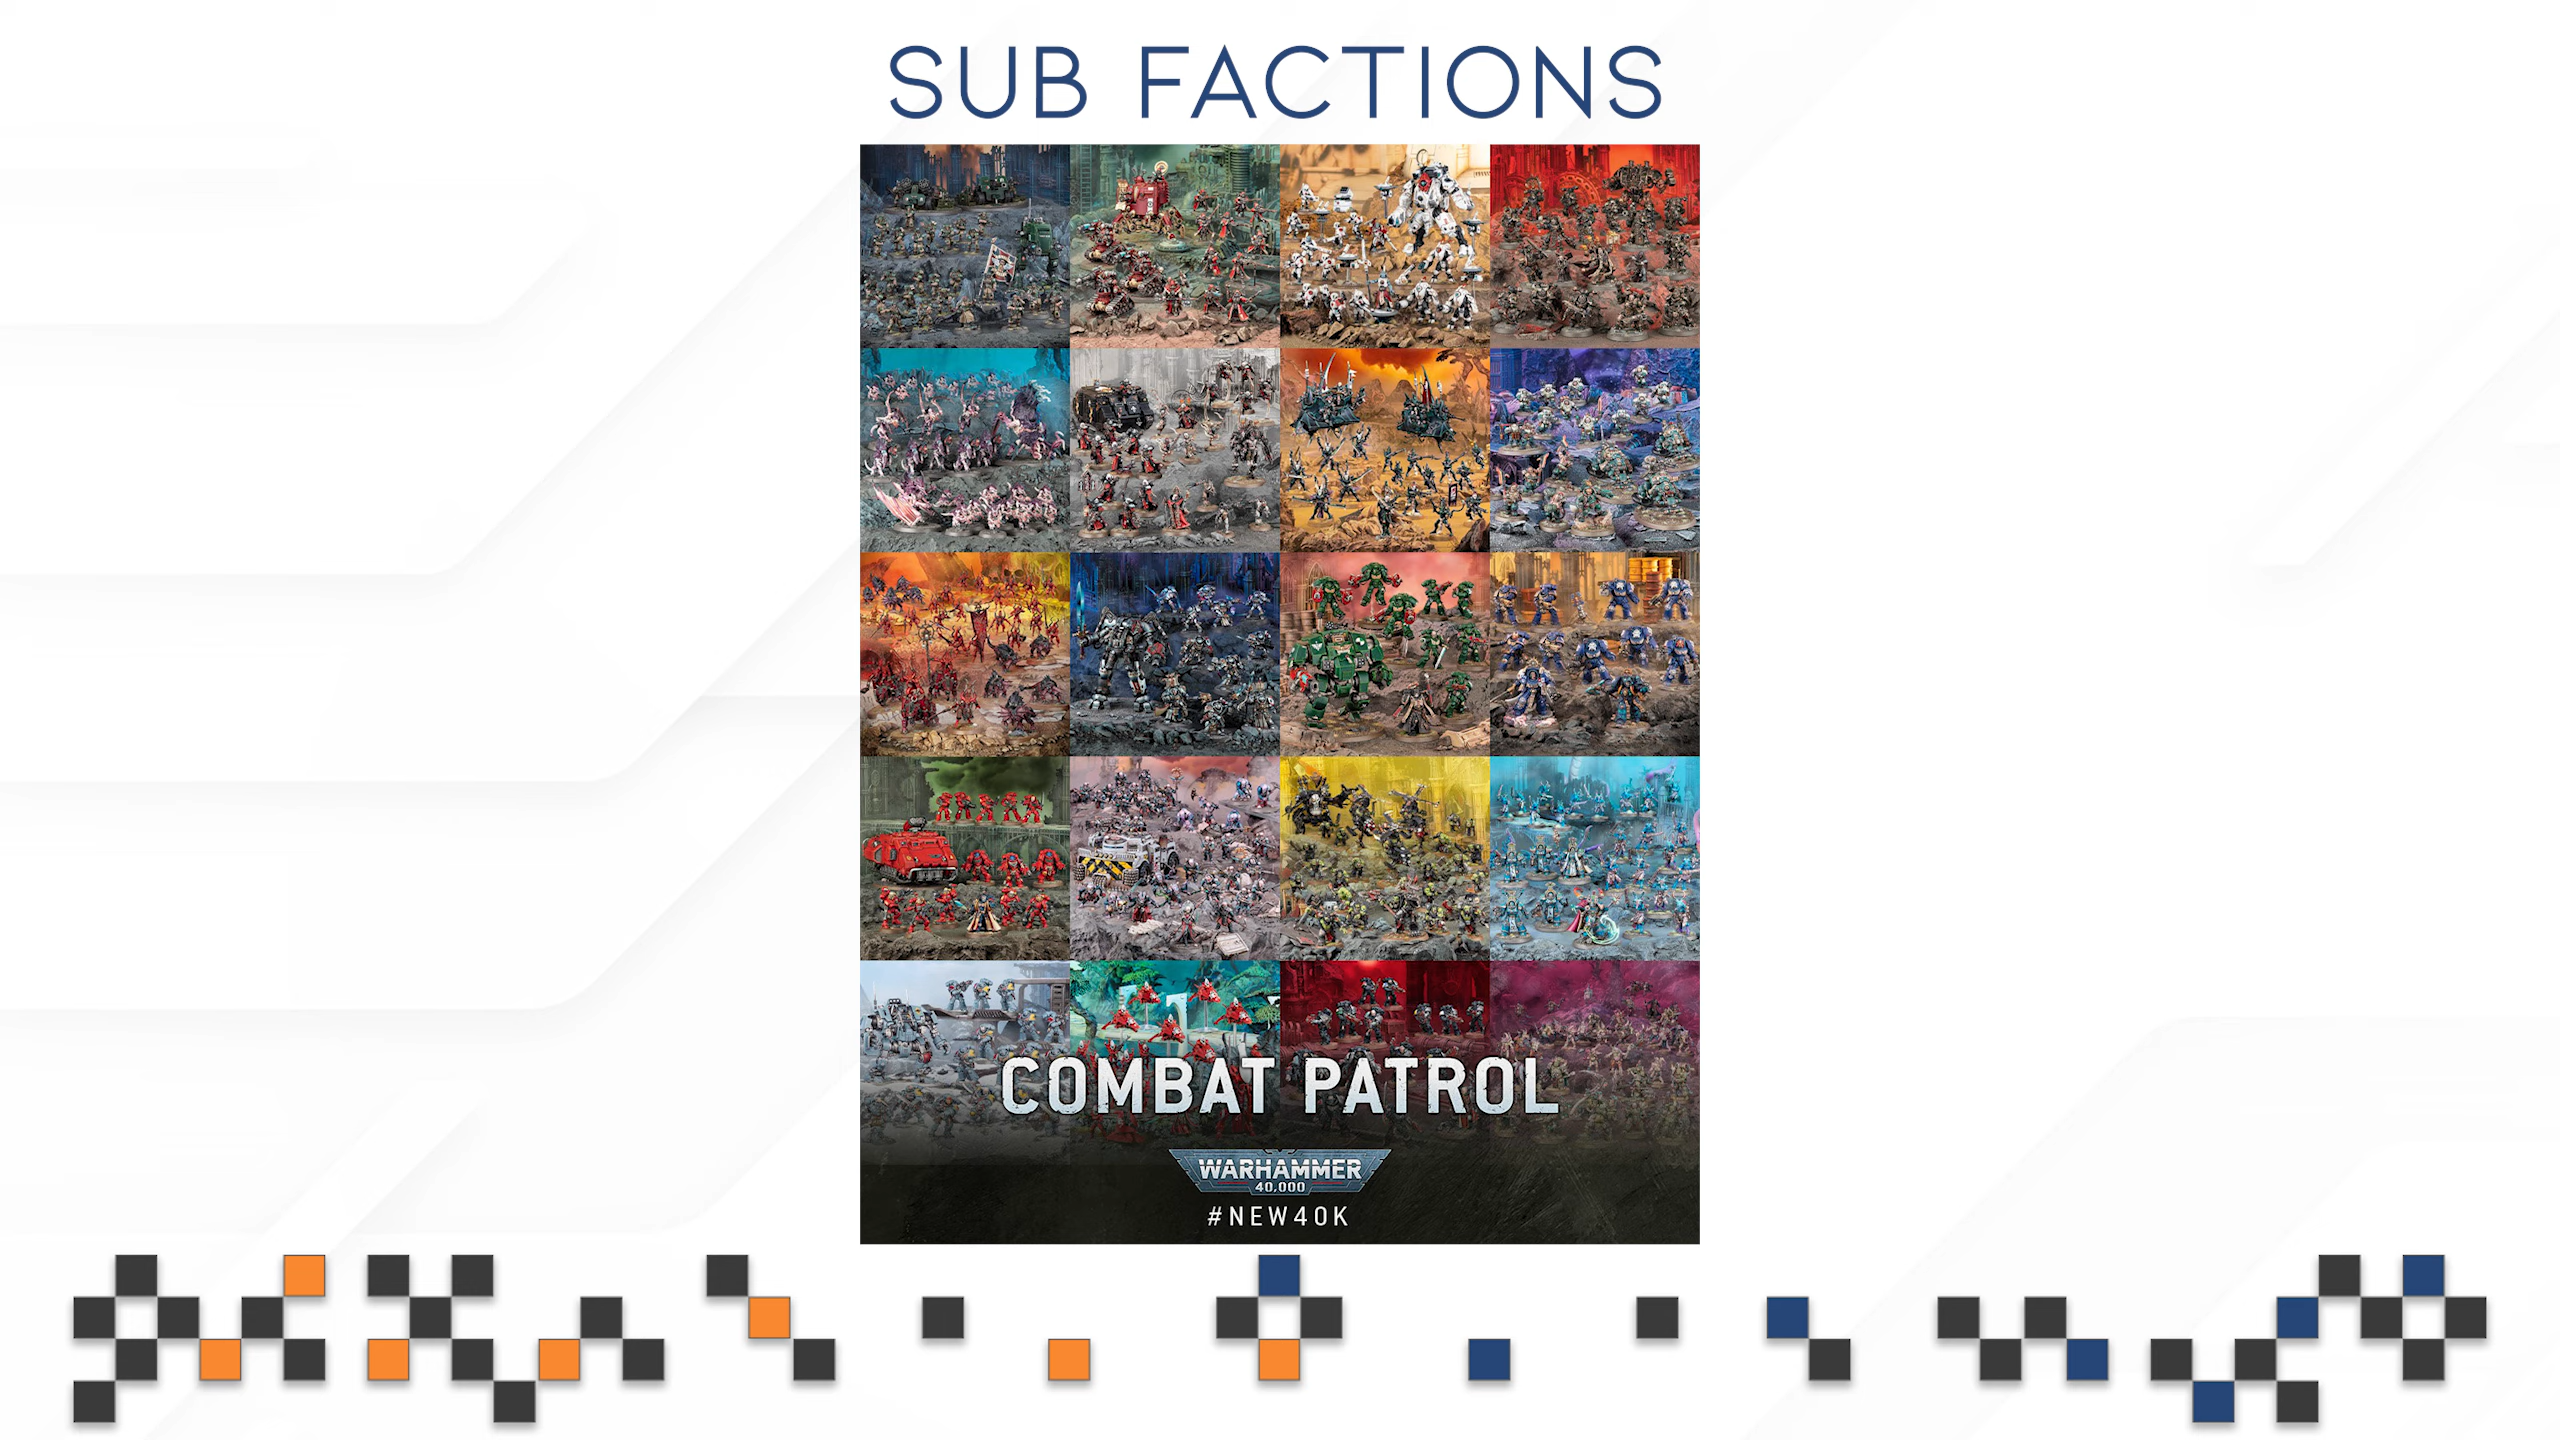 SUB FACTIONS
COMBAT PATROL
WARHAMMER
40,000
#NEW40K